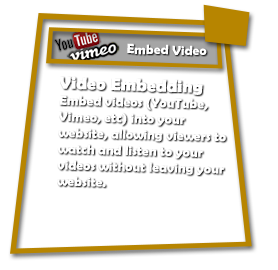 YouTube
vimeo
Embed Video
Video Embedding
Embed videos (YouTube,
Vimeo, etc) into your
website, allowing viewers to
watch and listen to your
videos without leaving your
website.